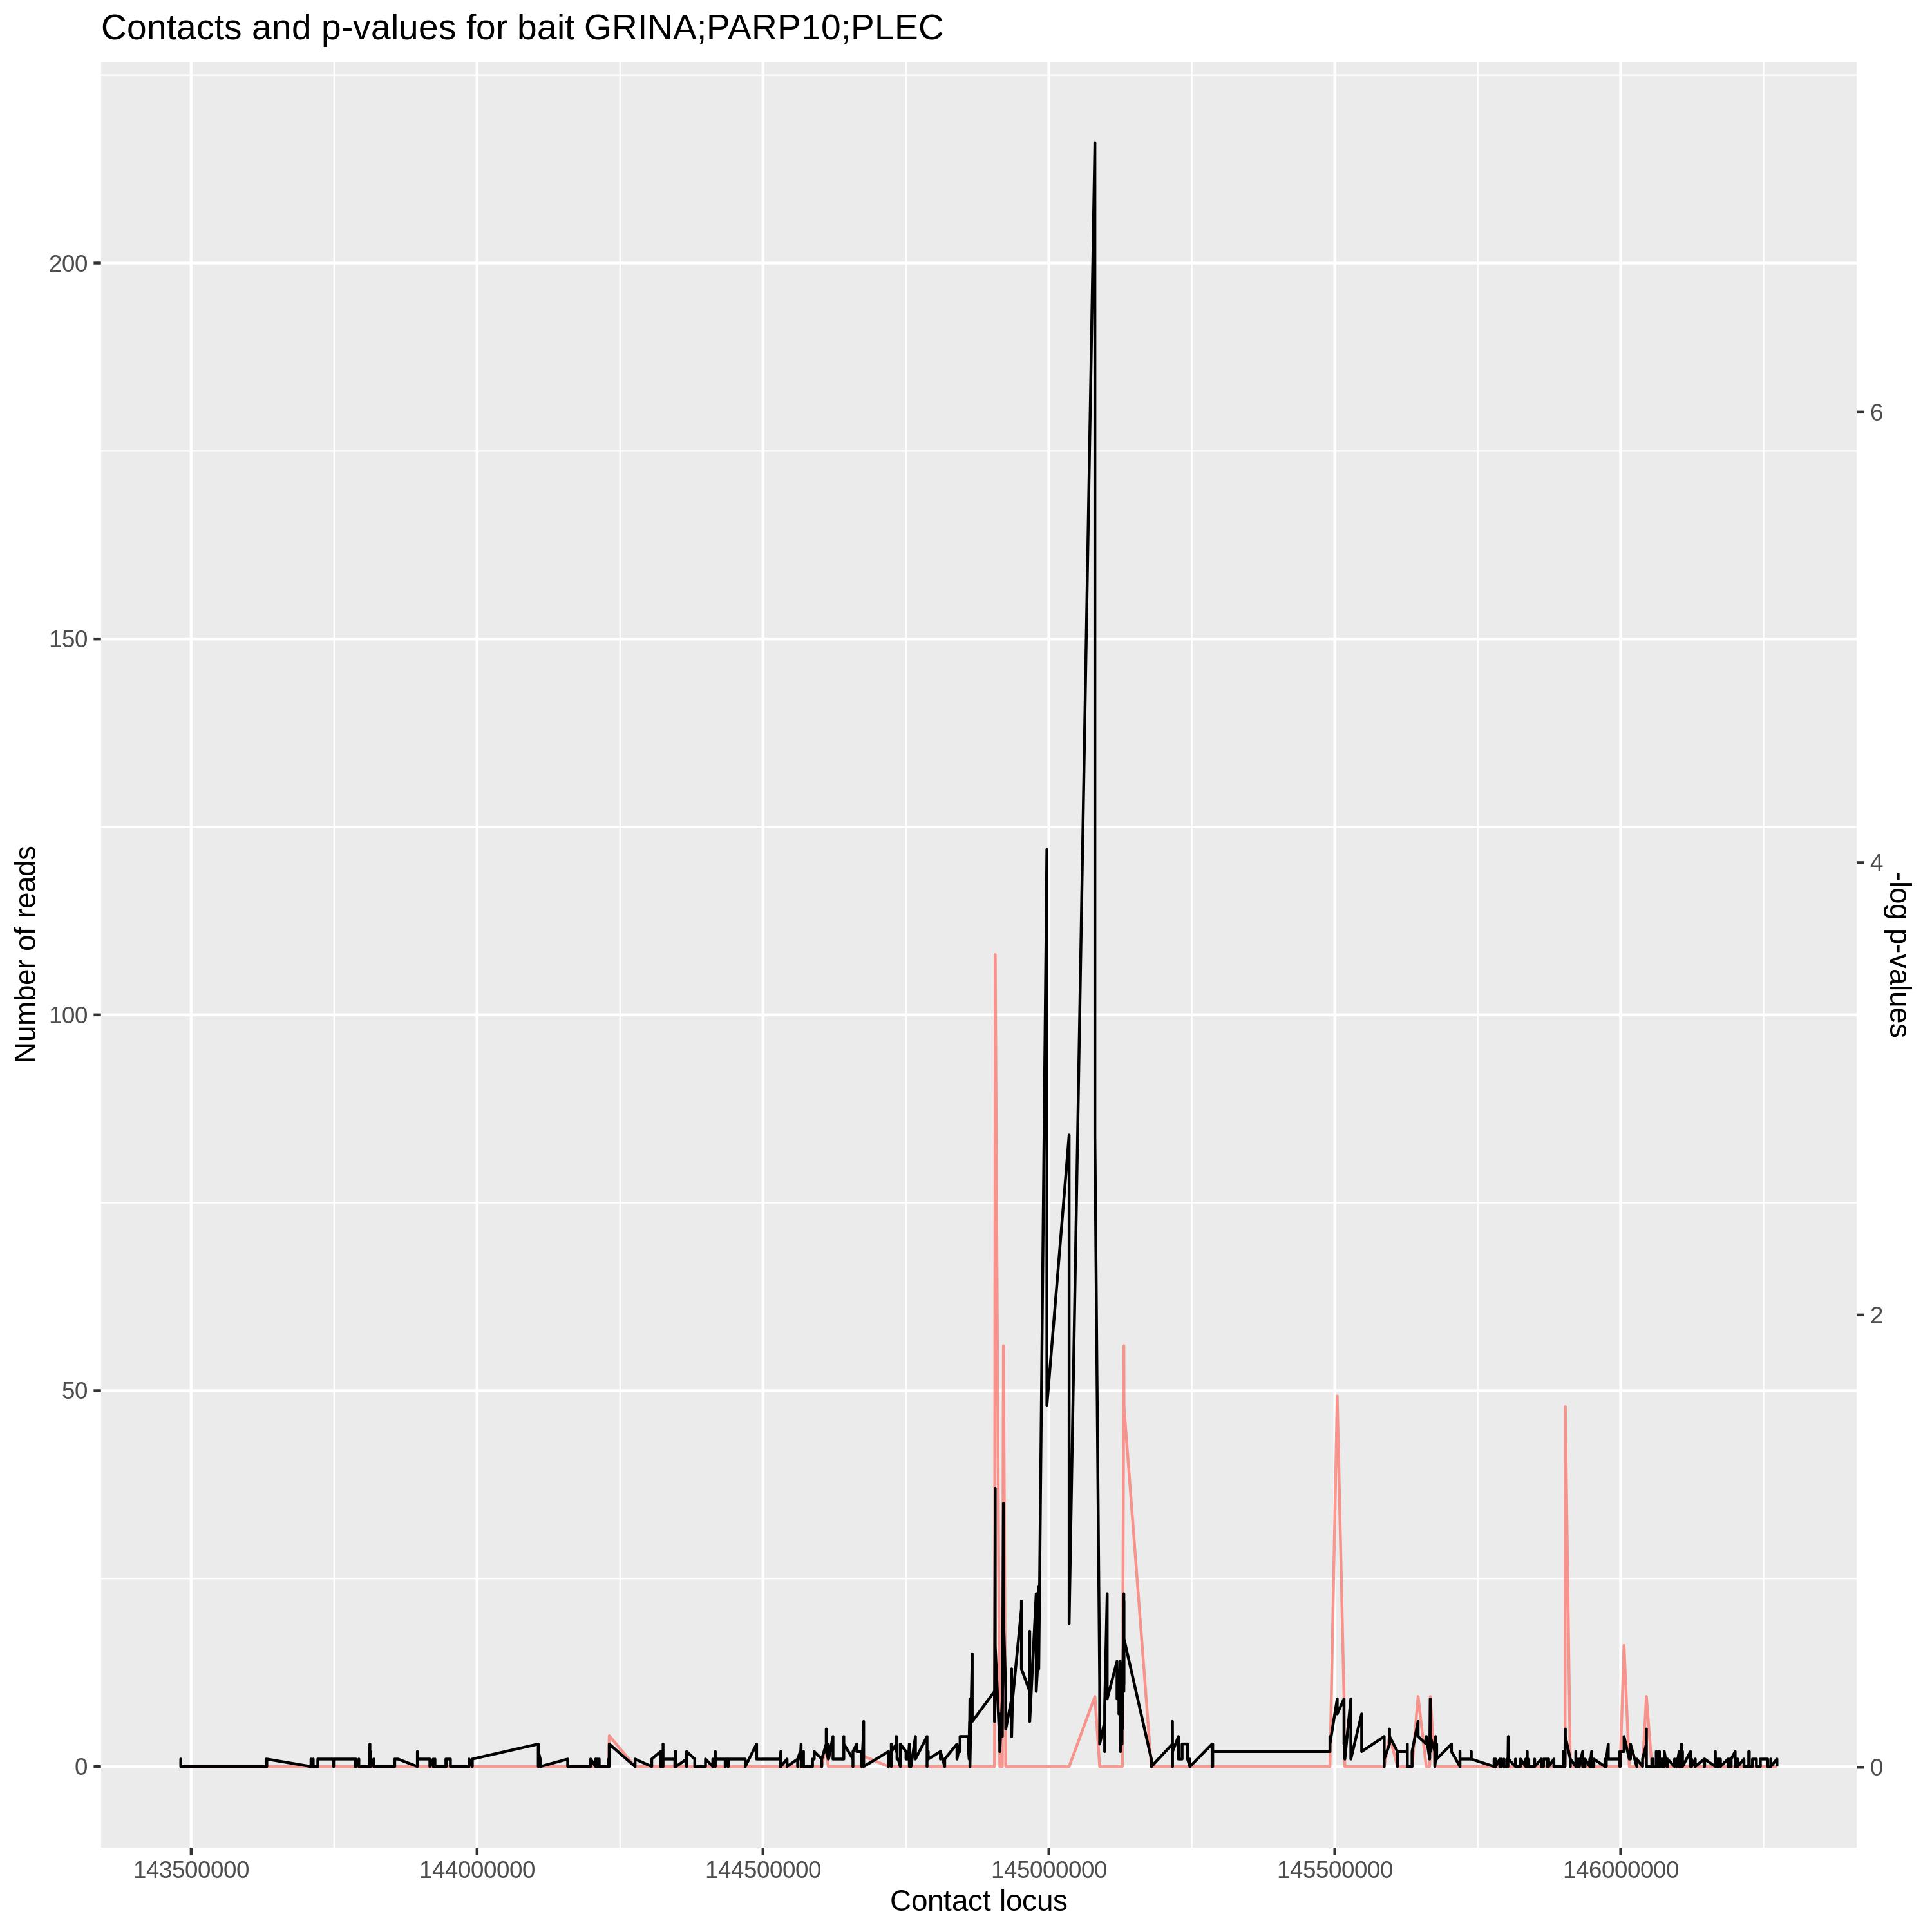 Contacts and p-values for bait GRINA;PARP10;PLEC
Number of reads
200
150
100
50
0
6
4
2
0
-log p-values
143500000 144000000 144500000 145000000 145500000 146000000
Contact locus